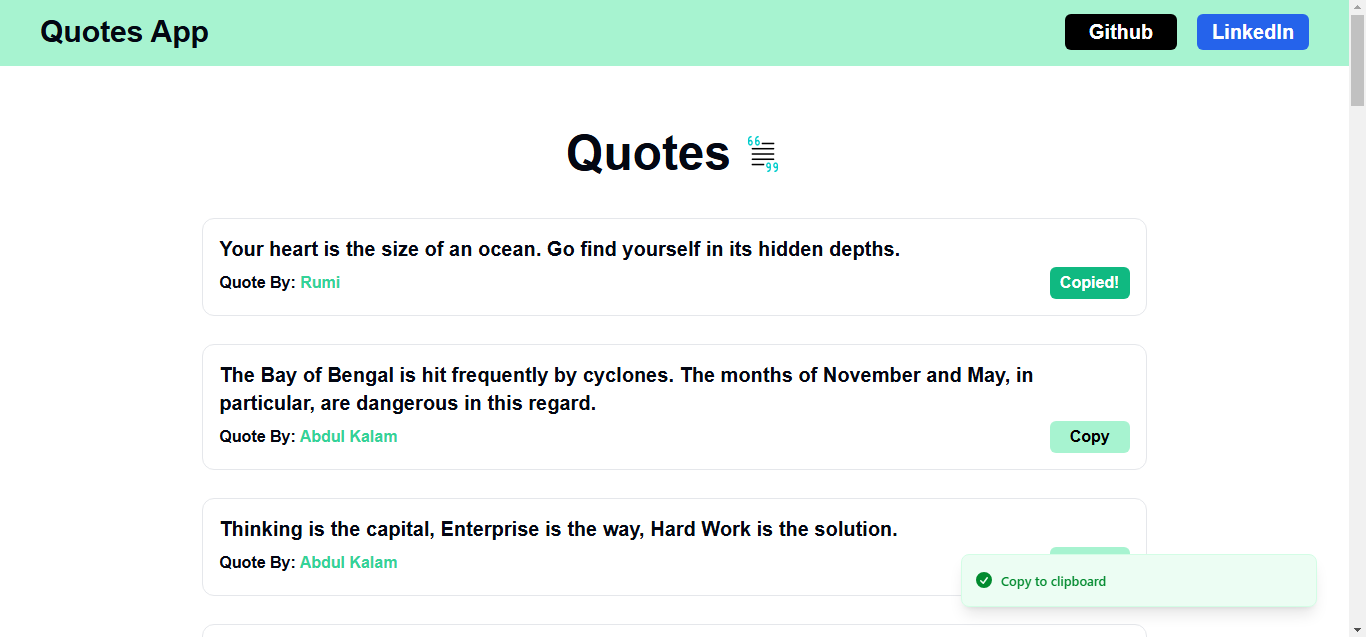 Quotes App
Github
LinkedIn
Quotes
66
99
Your heart is the size of an ocean. Go find yourself in its hidden depths.
Quote By: Rumi
Copied!
The Bay of Bengal is hit frequently by cyclones. The months of November and May, in
particular, are dangerous in this regard.
Quote By: Abdul Kalam
Copy
Thinking is the capital, Enterprise is the way, Hard Work is the solution.
Quote By: Abdul Kalam
Copy to clipboard